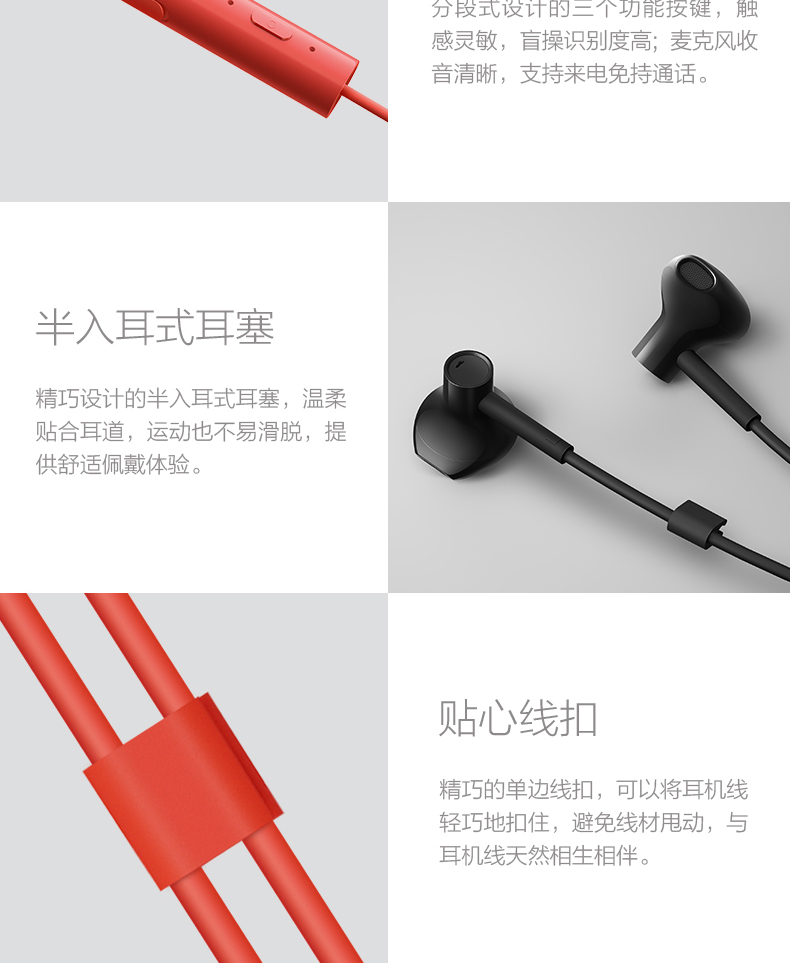 分段式设计的三个功能按键，触
感灵敏，盲操识别度高；麦克风收
音清晰，支持来电免持通话。
半入耳式耳塞
精巧设计的半入耳式耳塞，温柔
贴合耳道，运动也不易滑脱，提
供舒适佩戴体验。
贴心线扣
精巧的单边线扣，可以将耳机线
轻巧地扣住，避免线材甩动，与
耳机线天然相生相伴。